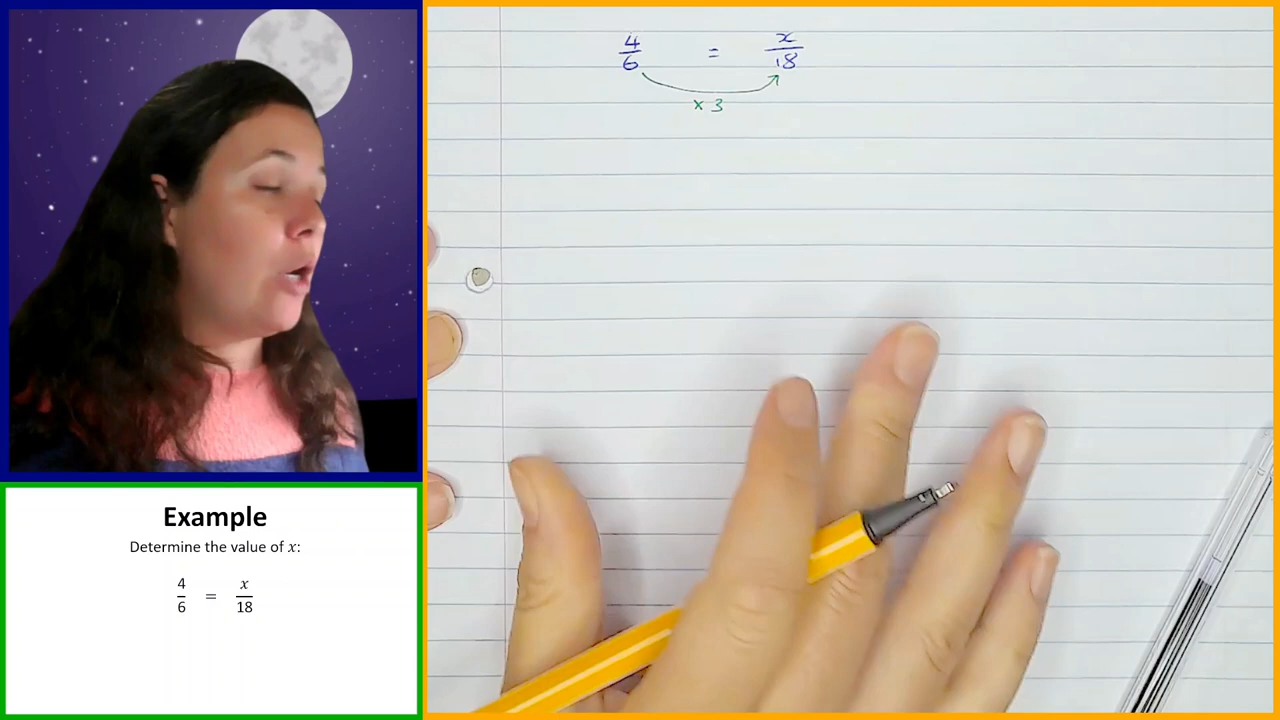 4/6 = x/18
× 3
Example
Determine the value of x:
4/6 = x/18